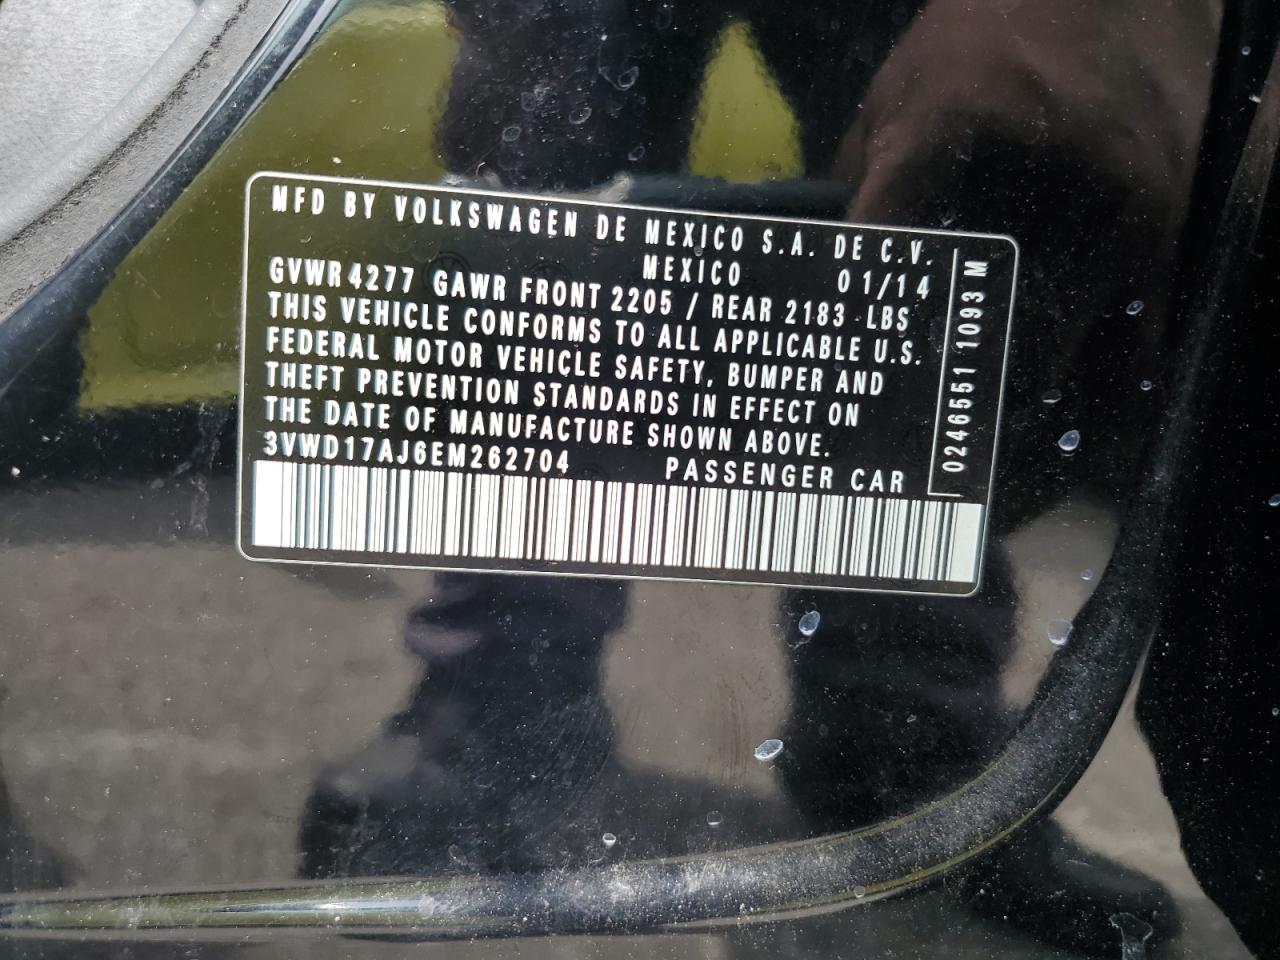 MFD BY VOLKSWAGEN DE MEXICO S.A. DE C.V.
MEXICO 01/14
GVWR 4277 GAWR FRONT 2205 / REAR 2183 LBS
THIS VEHICLE CONFORMS TO ALL APPLICABLE U.S.
FEDERAL MOTOR VEHICLE SAFETY, BUMPER AND
THEFT PREVENTION STANDARDS IN EFFECT ON
THE DATE OF MANUFACTURE SHOWN ABOVE.
3VWD17AJ6EM262704 PASSENGER CAR
0246551 1093 M